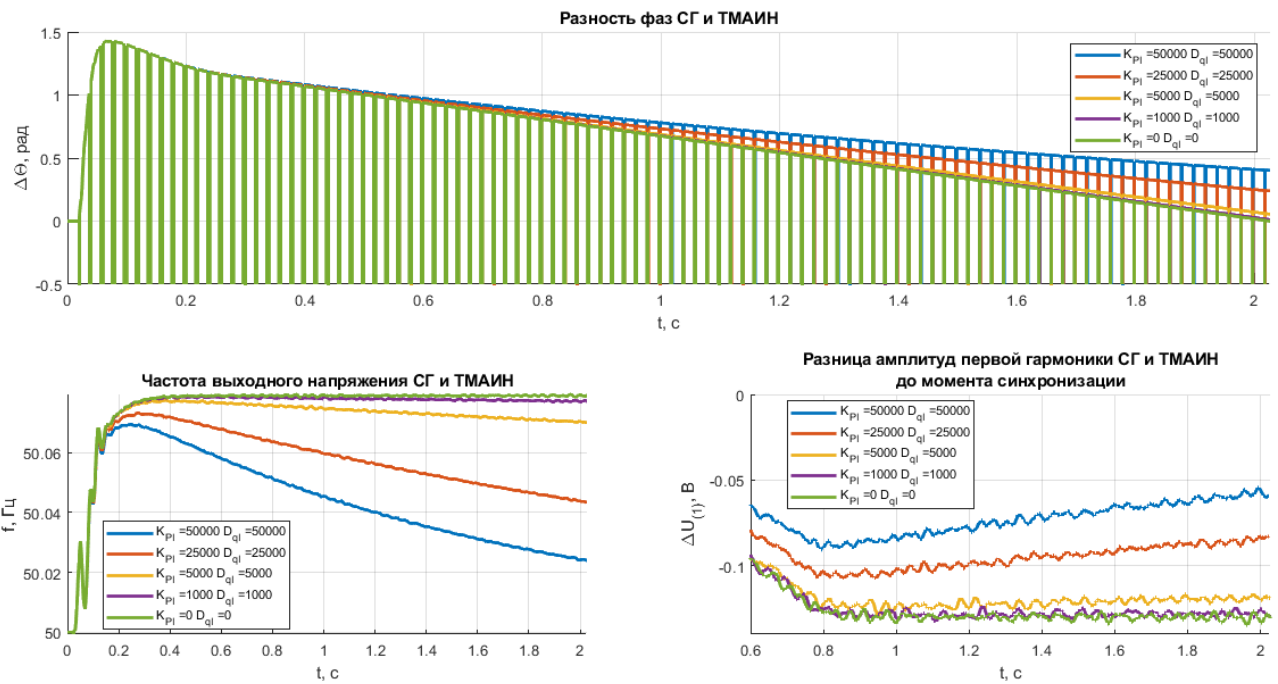 Разность фаз СГ и ТМАИН
1.5
1
0.5
0
-0.5
ΔΘ, рад
K_PI =50000 D_qI =50000
K_PI =25000 D_qI =25000
K_PI =5000 D_qI =5000
K_PI =1000 D_qI =1000
K_PI =0 D_qI =0
0 0.2 0.4 0.6 0.8 1 1.2 1.4 1.6 1.8 2
t, с
Частота выходного напряжения СГ и ТМАИН
50.06
50.04
50.02
50
f, Гц
K_PI =50000 D_qI =50000
K_PI =25000 D_qI =25000
K_PI =5000 D_qI =5000
K_PI =1000 D_qI =1000
K_PI =0 D_qI =0
0 0.2 0.4 0.6 0.8 1 1.2 1.4 1.6 1.8 2
t, с
Разница амплитуд первой гармоники СГ и ТМАИН
до момента синхронизации
0
-0.05
-0.1
ΔU_(1), В
K_PI =50000 D_qI =50000
K_PI =25000 D_qI =25000
K_PI =5000 D_qI =5000
K_PI =1000 D_qI =1000
K_PI =0 D_qI =0
0.6 0.8 1 1.2 1.4 1.6 1.8 2
t, с